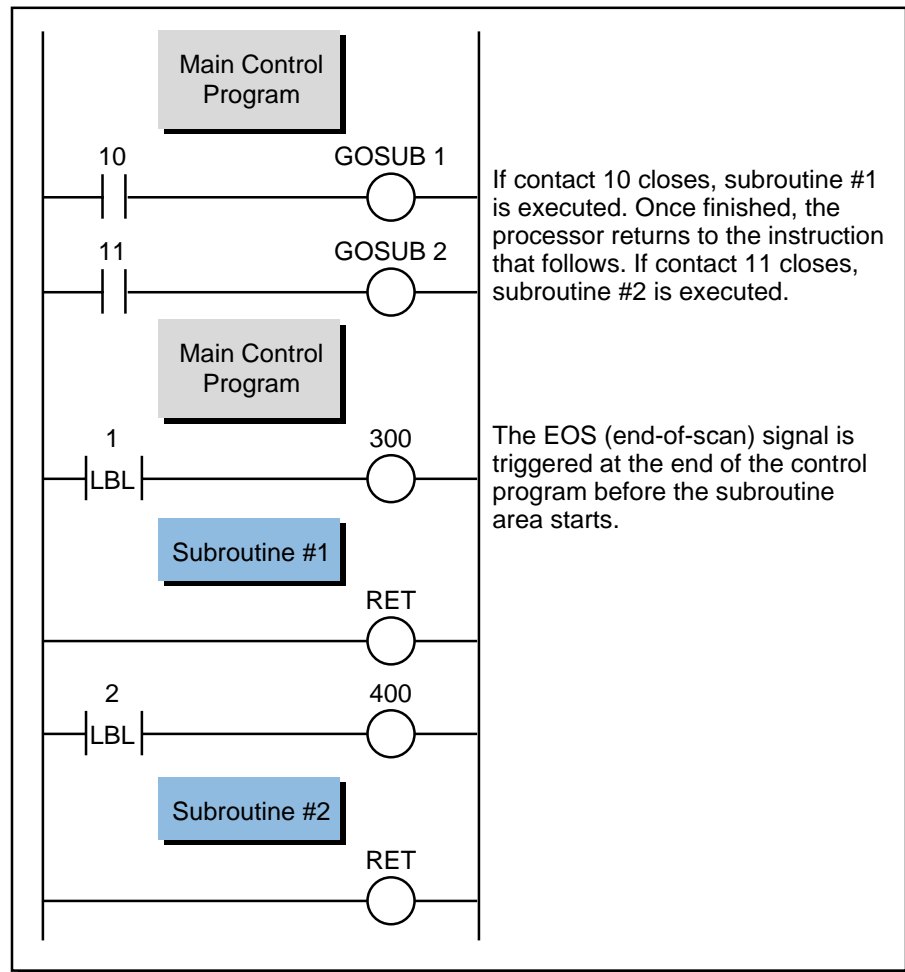 Main Control
Program
10
GOSUB 1
If contact 10 closes, subroutine #1
is executed. Once finished, the
processor returns to the instruction
that follows. If contact 11 closes,
subroutine #2 is executed.
11
GOSUB 2
Main Control
Program
1
300
LBL
The EOS (end-of-scan) signal is
triggered at the end of the control
program before the subroutine
area starts.
Subroutine #1
RET
2
400
LBL
Subroutine #2
RET